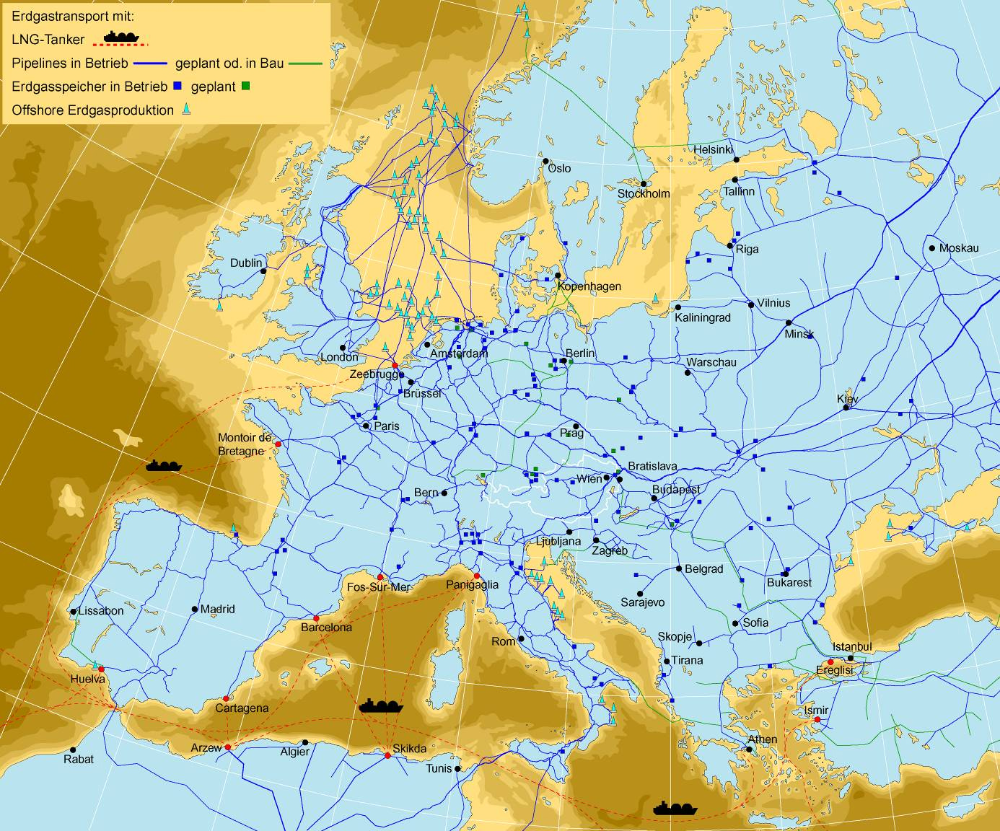 Erdgastransport mit:
LNG-Tanker
Pipelines in Betrieb geplant od. in Bau
Erdgasspeicher in Betrieb geplant
Offshore Erdgasproduktion
Oslo
Helsinki
Stockholm
Tallinn
Riga
Moskau
Dublin
Kopenhagen
Vilnius
Kaliningrad
Minsk
London
Amsterdam
Berlin
Warschau
Zeebrugge
Brüssel
Kiev
Paris
Prag
Montoir de
Bretagne
Bratislava
Wien
Bern
Budapest
Ljubljana
Zagreb
Belgrad
Bukarest
Fos-Sur-Mer
Panigaglia
Sarajevo
Lissabon
Madrid
Barcelona
Sofia
Rom
Skopje
Istanbul
Tirana
Ereglisi
Huelva
Cartagena
Ismir
Athen
Arzew
Algier
Skikda
Rabat
Tunis